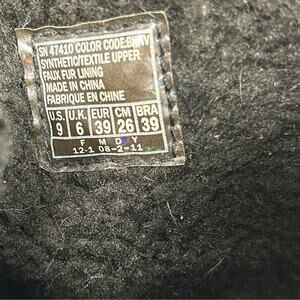 SN 47410 COLOR CODE:BKNV
SYNTHETIC/TEXTILE UPPER
FAUX FUR LINING
MADE IN CHINA
FABRIQUE EN CHINE
U.S. U.K. EUR CM BRA
9 6 39 26 39
F M D Y
12-1 08-2-11